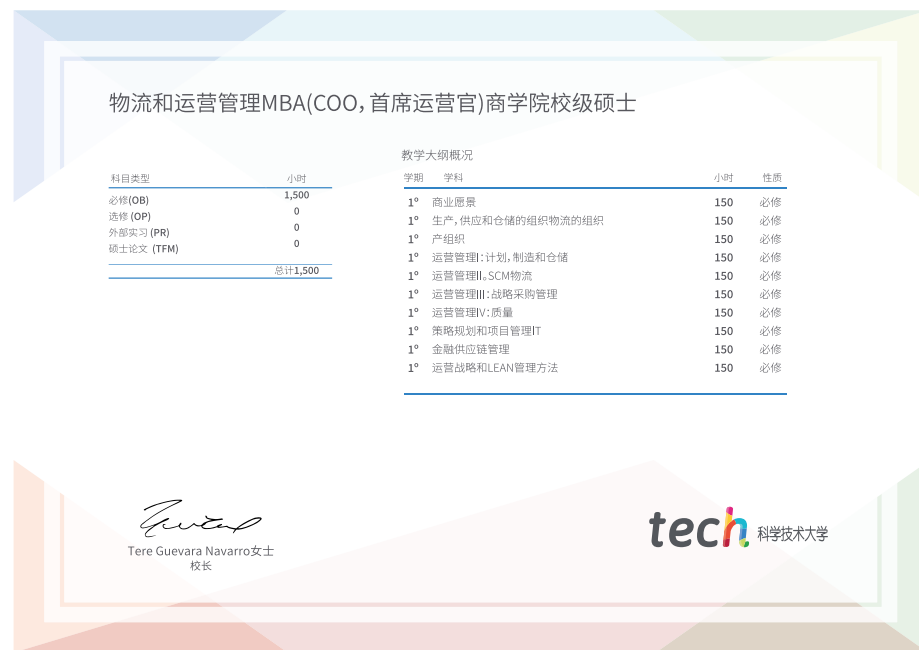 物流和运营管理MBA(COO，首席运营官)商学院校级硕士
科目类型 小时
必修(OB) 1,500
选修 (OP) 0
外部实习 (PR) 0
硕士论文 (TFM) 0
总计1,500
教学大纲概况
学期 学科 小时 性质
1º 商业愿景 150 必修
1º 生产，供应和仓储的组织物流的组织 150 必修
1º 产组织 150 必修
1º 运营管理I：计划，制造和仓储 150 必修
1º 运营管理II。SCM物流 150 必修
1º 运营管理III：战略采购管理 150 必修
1º 运营管理IV：质量 150 必修
1º 策略规划和项目管理IT 150 必修
1º 金融供应链管理 150 必修
1º 运营战略和LEAN管理方法 150 必修
Tere Guevara Navarro女士
校长
tech 科学技术大学